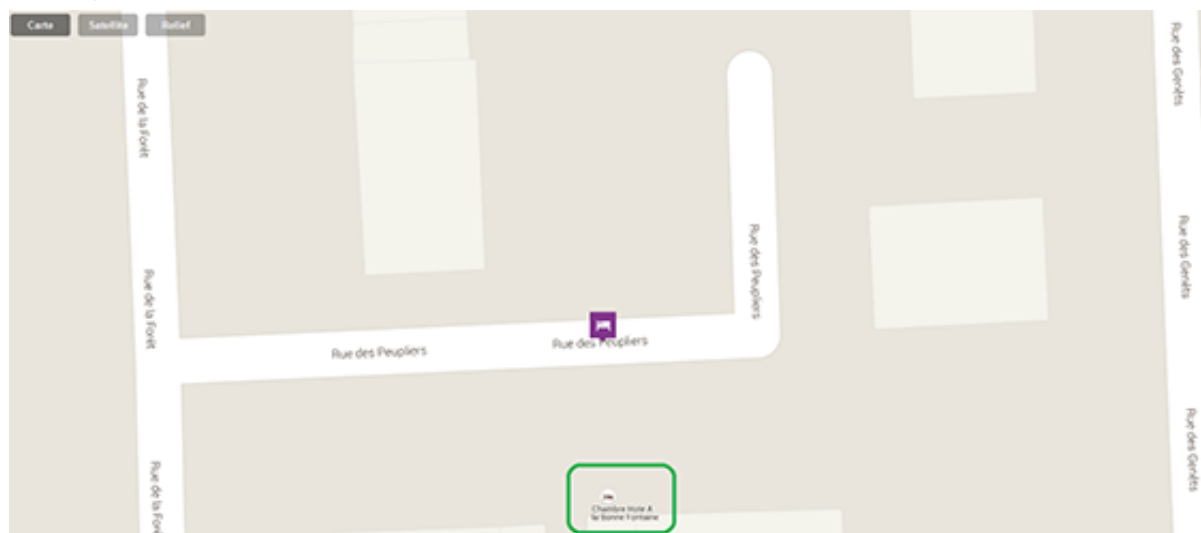 Carte
Satellite
Relief
Rue de la Forêt
Rue des Genêts
Rue des Peupliers
Rue des Genêts
Rue de la Forêt
Rue des Peupliers
Rue des Peupliers
Rue des Genêts
Rue de la Forêt
Chambre Hote A
la Bonne Fontaine